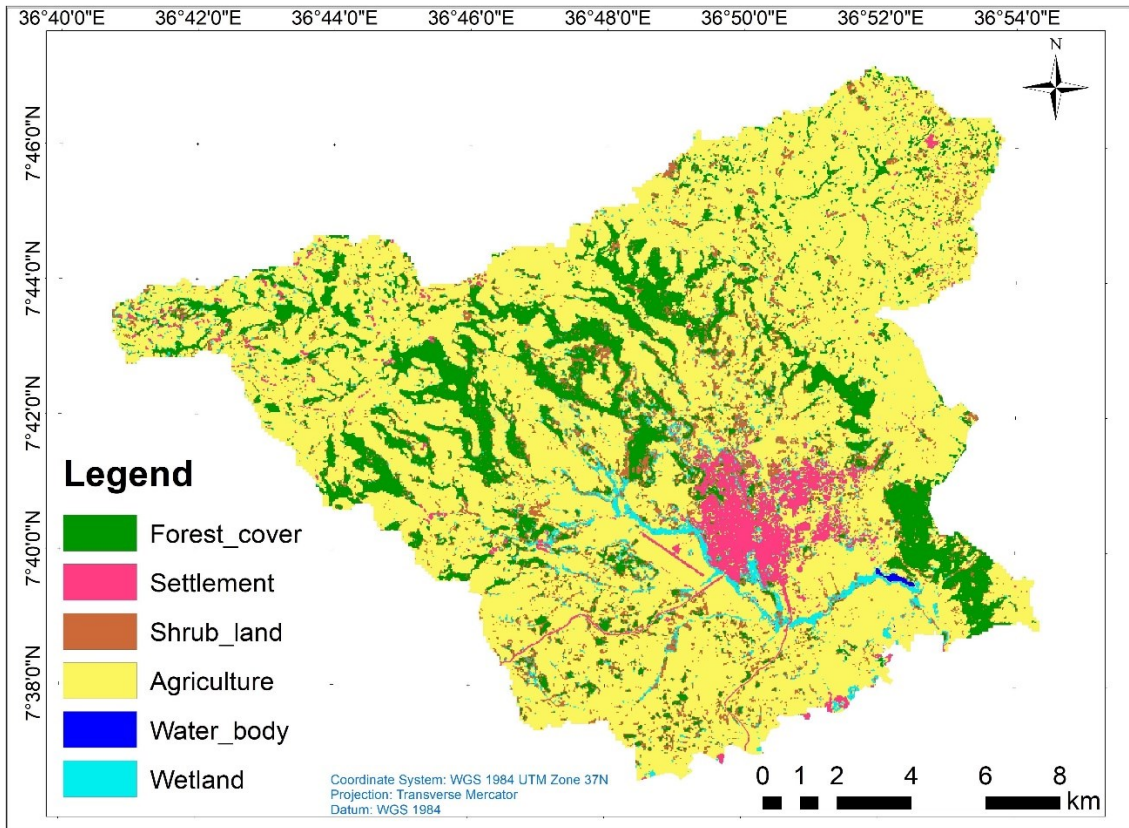 36°40'0"E 36°42'0"E 36°44'0"E 36°46'0"E 36°48'0"E 36°50'0"E 36°52'0"E 36°54'0"E
N
7°46'0"N
7°44'0"N
7°42'0"N
7°40'0"N
7°38'0"N
Legend
Forest_cover
Settlement
Shrub_land
Agriculture
Water_body
Wetland
Coordinate System: WGS 1984 UTM Zone 37N
Projection: Transverse Mercator
Datum: WGS 1984
0 1 2 4 6 8
km